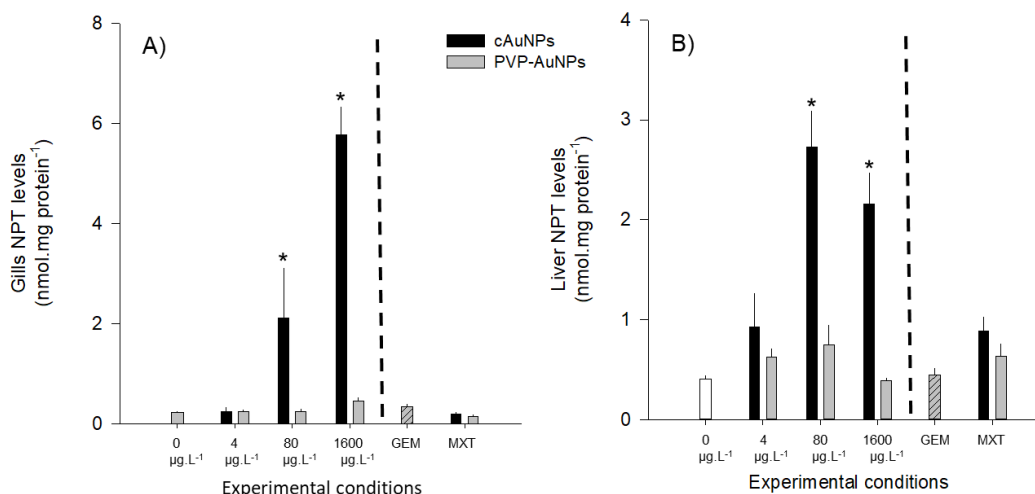 A)
cAuNPs
PVP-AuNPs
Gills NPT levels
(nmol.mg protein-1)
8
6
4
2
0
*
*
0 4 80 1600 GEM MXT
µg.L-1 µg.L-1 µg.L-1 µg.L-1
Experimental conditions
B)
Liver NPT levels
(nmol.mg protein-1)
4
3
2
1
0
*
*
0 4 80 1600 GEM MXT
µg.L-1 µg.L-1 µg.L-1 µg.L-1
Experimental conditions